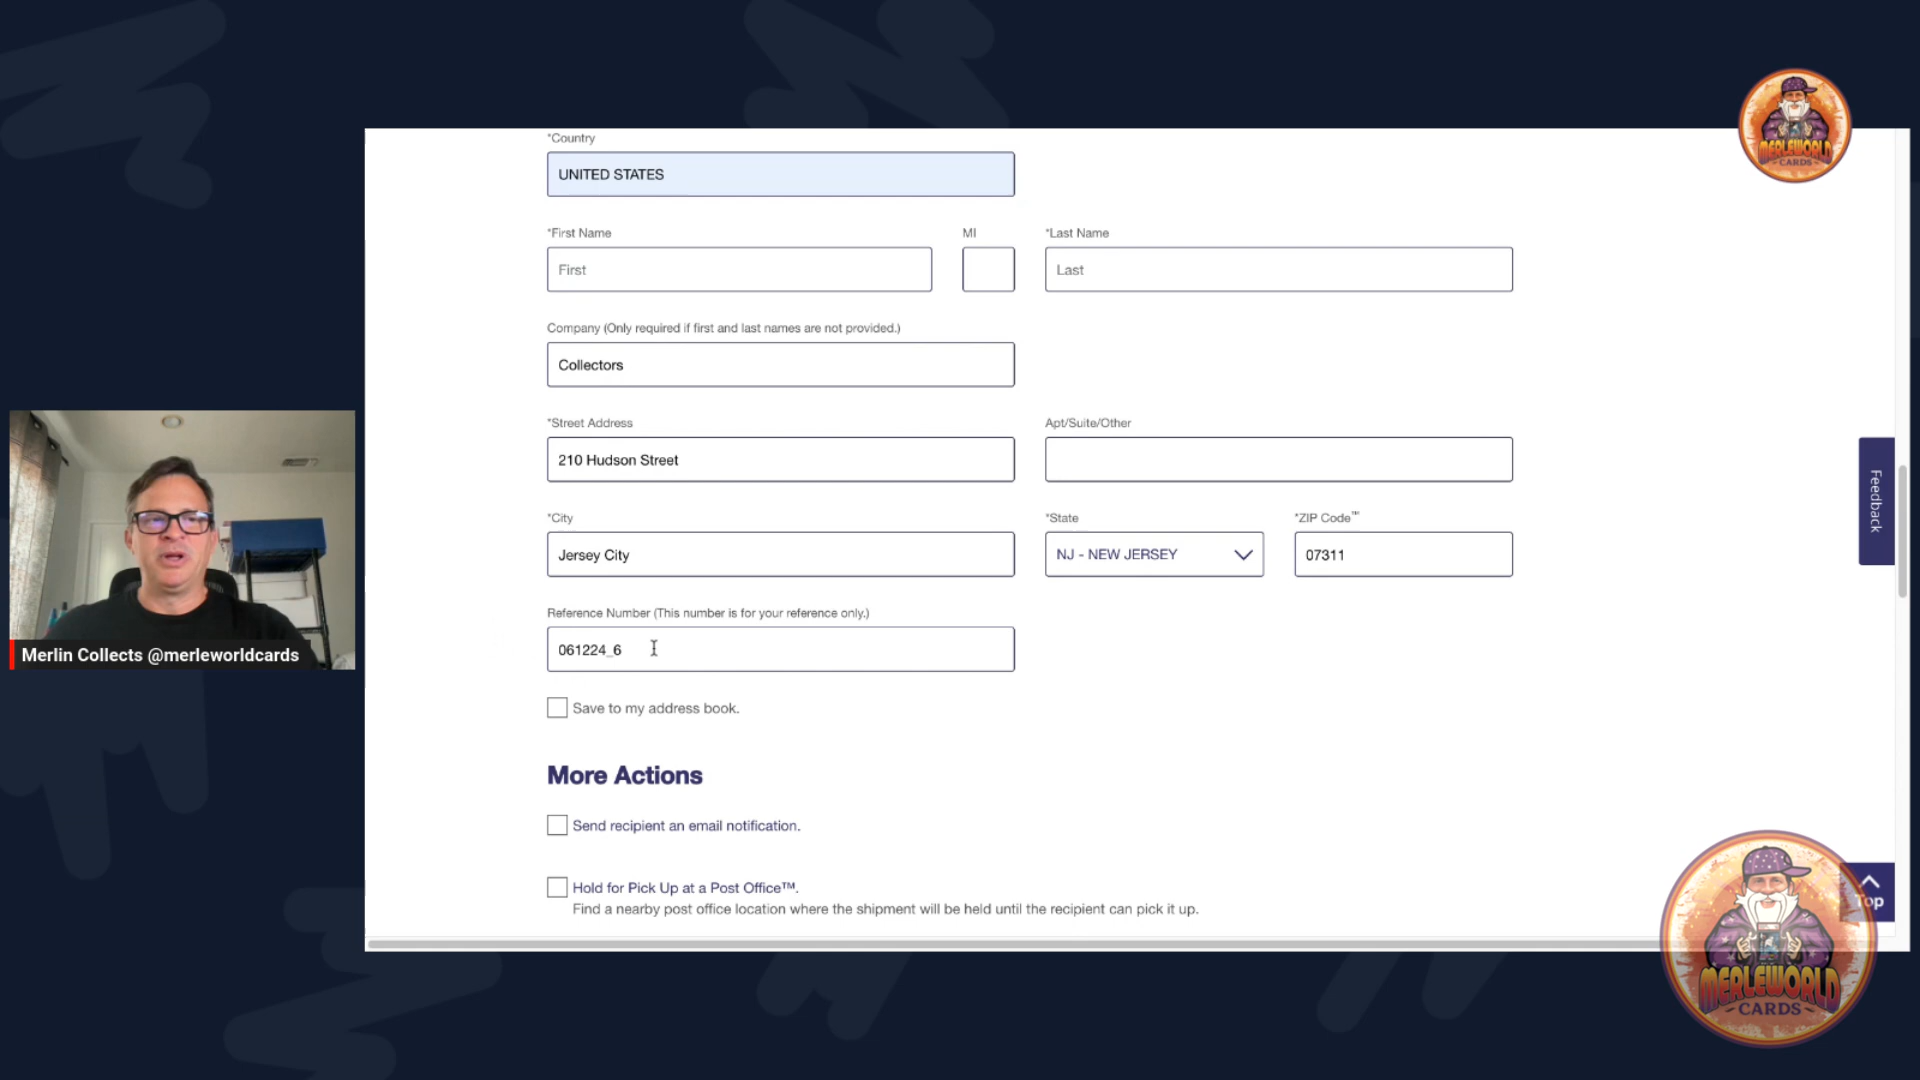 *Country
UNITED STATES
*First Name
MI
*Last Name
First
Last
Company (Only required if first and last names are not provided.)
Collectors
*Street Address
Apt/Suite/Other
210 Hudson Street
*City
*State
*ZIP Code™
Jersey City
NJ - NEW JERSEY
07311
Reference Number (This number is for your reference only.)
061224_6
Save to my address book.
More Actions
Send recipient an email notification.
Hold for Pick Up at a Post Office™.
Find a nearby post office location where the shipment will be held until the recipient can pick it up.
Feedback
Top
Merlin Collects @merleworldcards
MERLEWORLD
CARDS
MERLEWORLD
CARDS